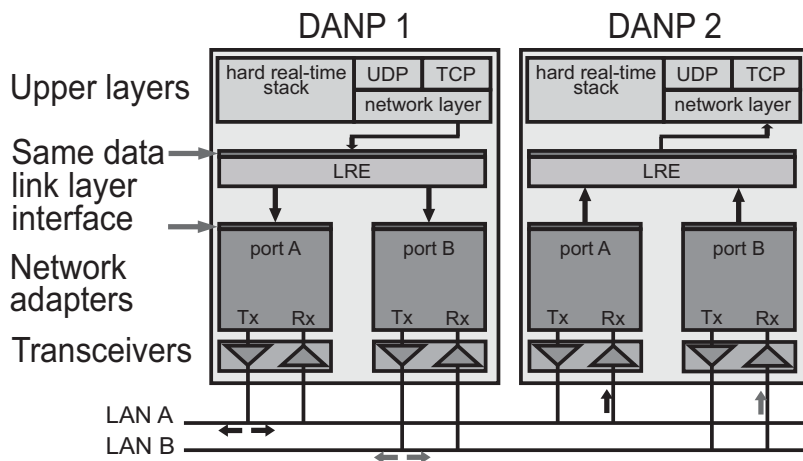 DANP 1
DANP 2
Upper layers
hard real-time
stack
UDP
TCP
network layer
hard real-time
stack
UDP
TCP
network layer
Same data
link layer
interface
LRE
LRE
Network
adapters
port A
port B
port A
port B
Tx
Rx
Tx
Rx
Tx
Rx
Tx
Rx
Transceivers
LAN A
LAN B